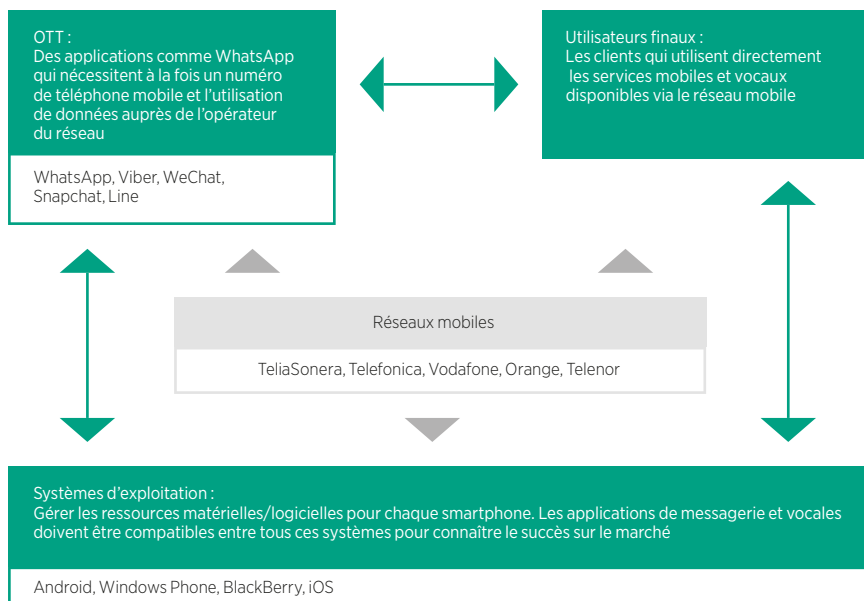 OTT :
Des applications comme WhatsApp
qui nécessitent à la fois un numéro
de téléphone mobile et l’utilisation
de données auprès de l’opérateur
du réseau
WhatsApp, Viber, WeChat,
Snapchat, Line
Utilisateurs finaux :
Les clients qui utilisent directement
les services mobiles et vocaux
disponibles via le réseau mobile
Réseaux mobiles
TeliaSonera, Telefonica, Vodafone, Orange, Telenor
Systèmes d’exploitation :
Gérer les ressources matérielles/logicielles pour chaque smartphone. Les applications de messagerie et vocales
doivent être compatibles entre tous ces systèmes pour connaître le succès sur le marché
Android, Windows Phone, BlackBerry, iOS